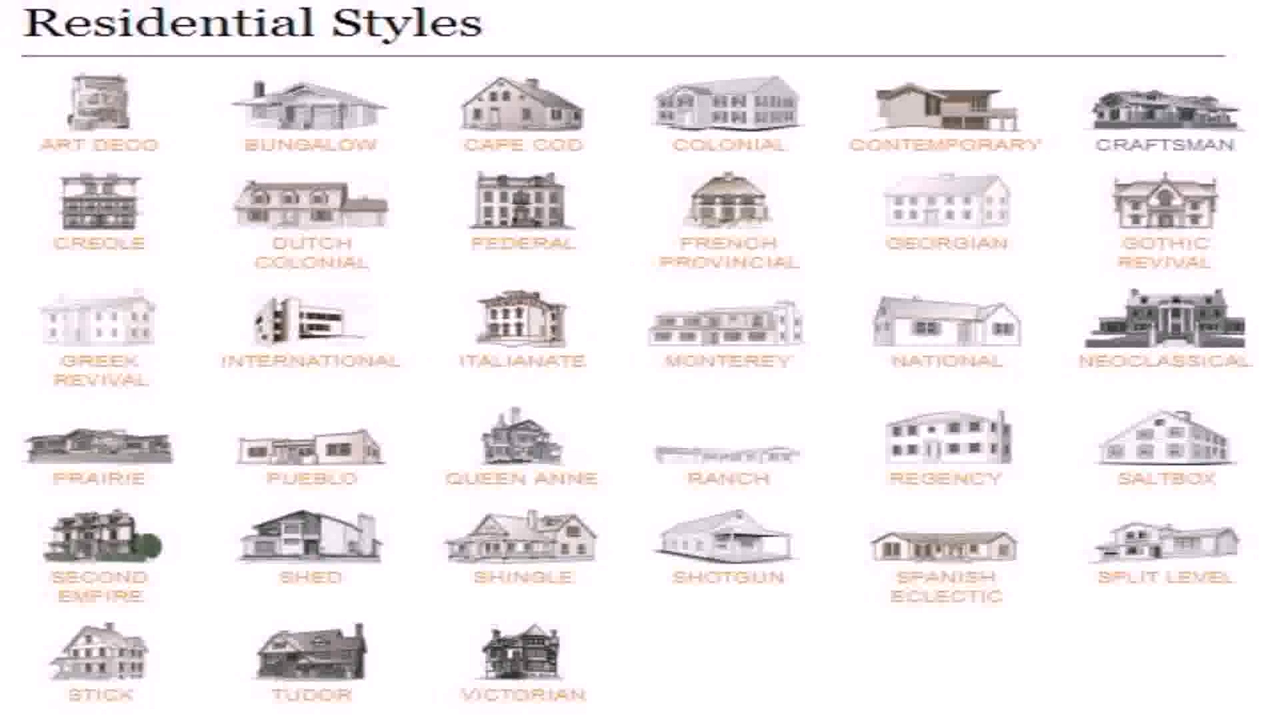 Residential Styles
ART DECO
BUNGALOW
CAPE COD
COLONIAL
CONTEMPORARY
CRAFTSMAN
CREOLE
DUTCH
COLONIAL
FEDERAL
FRENCH
PROVINCIAL
GEORGIAN
GOTHIC
REVIVAL
GREEK
REVIVAL
INTERNATIONAL
ITALIANATE
MONTEREY
NATIONAL
NEOCLASSICAL
PRAIRIE
PUEBLO
QUEEN ANNE
RANCH
REGENCY
SALTBOX
SECOND
EMPIRE
SHED
SHINGLE
SHOTGUN
SPANISH
ECLECTIC
SPLIT LEVEL
STICK
TUDOR
VICTORIAN